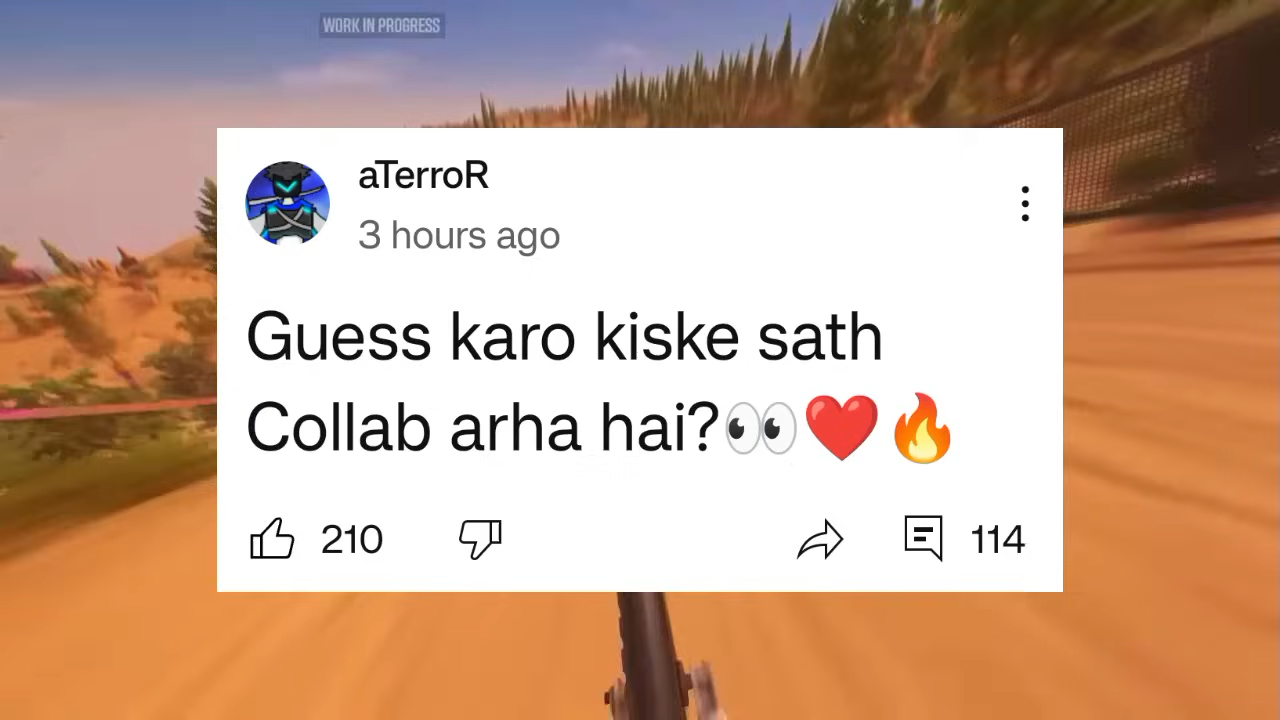 WORK IN PROGRESS
aTerroR
3 hours ago
Guess karo kiske sath
Collab arha hai?👀❤️🔥
210
114